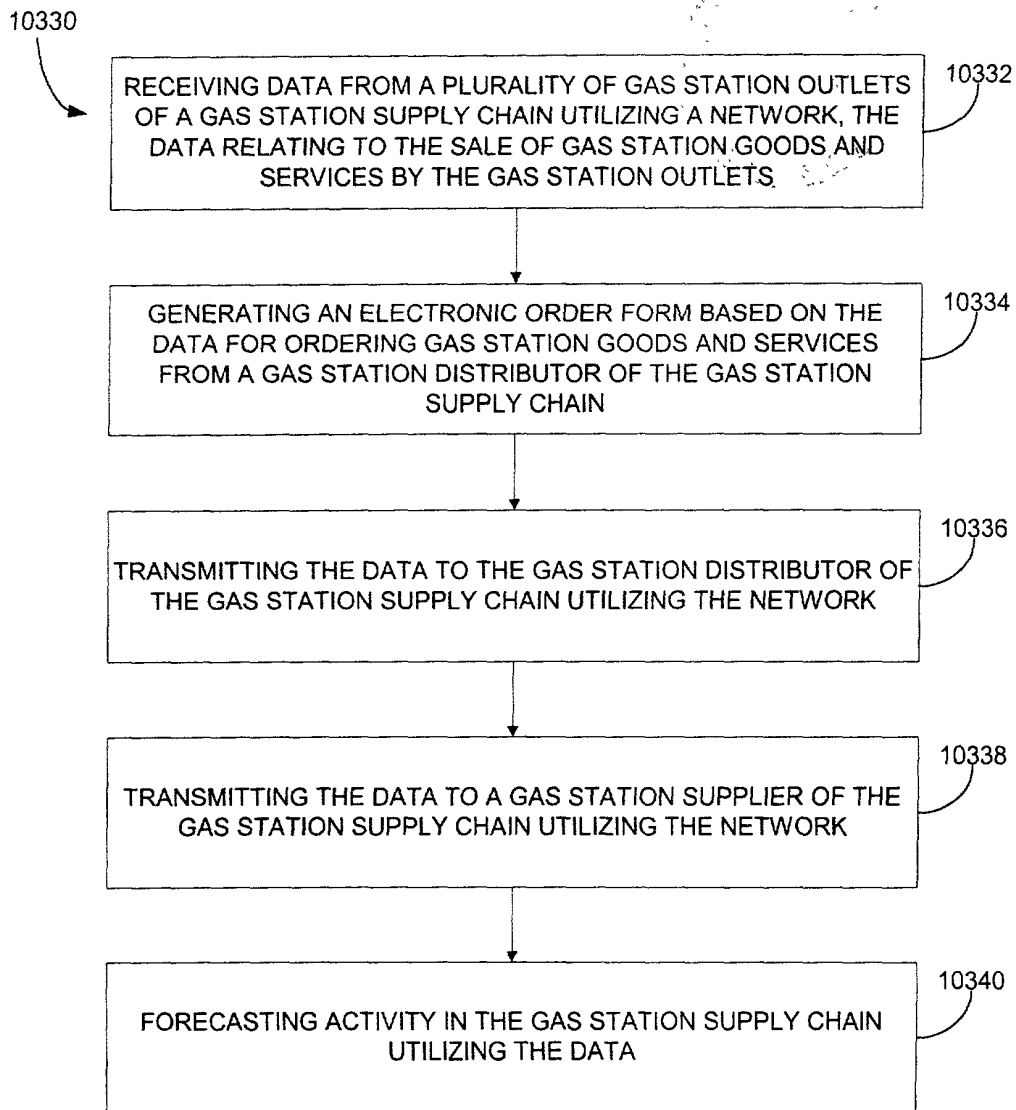 10330
RECEIVING DATA FROM A PLURALITY OF GAS STATION OUTLETS
OF A GAS STATION SUPPLY CHAIN UTILIZING A NETWORK, THE
DATA RELATING TO THE SALE OF GAS STATION GOODS AND
SERVICES BY THE GAS STATION OUTLETS
10332
GENERATING AN ELECTRONIC ORDER FORM BASED ON THE
DATA FOR ORDERING GAS STATION GOODS AND SERVICES
FROM A GAS STATION DISTRIBUTOR OF THE GAS STATION
SUPPLY CHAIN
10334
TRANSMITTING THE DATA TO THE GAS STATION DISTRIBUTOR OF
THE GAS STATION SUPPLY CHAIN UTILIZING THE NETWORK
10336
TRANSMITTING THE DATA TO A GAS STATION SUPPLIER OF THE
GAS STATION SUPPLY CHAIN UTILIZING THE NETWORK
10338
FORECASTING ACTIVITY IN THE GAS STATION SUPPLY CHAIN
UTILIZING THE DATA
10340